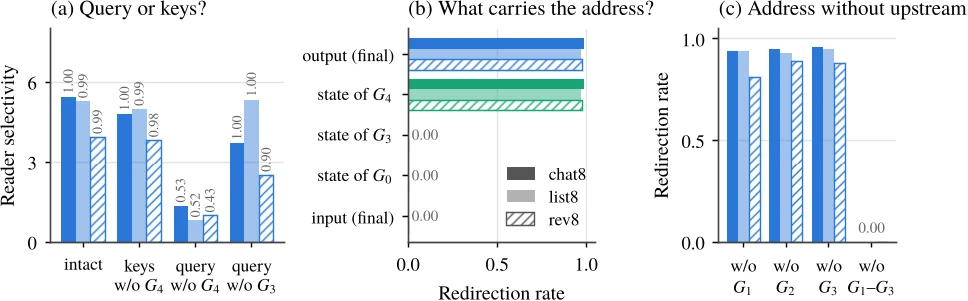 (a) Query or keys?
Reader selectivity
6
3
0
1.00
0.99
0.99
1.00
0.99
0.98
0.53
0.52
0.43
1.00
1.00
0.90
intact
keys
w/o G4
query
w/o G4
query
w/o G3
(b) What carries the address?
output (final)
state of G4
state of G3
state of G0
input (final)
0.00
0.00
0.00
chat8
list8
rev8
0.0
0.5
1.0
Redirection rate
(c) Address without upstream
Redirection rate
1.0
0.5
0.0
0.00
w/o
G1
w/o
G2
w/o
G3
w/o
G1–G3